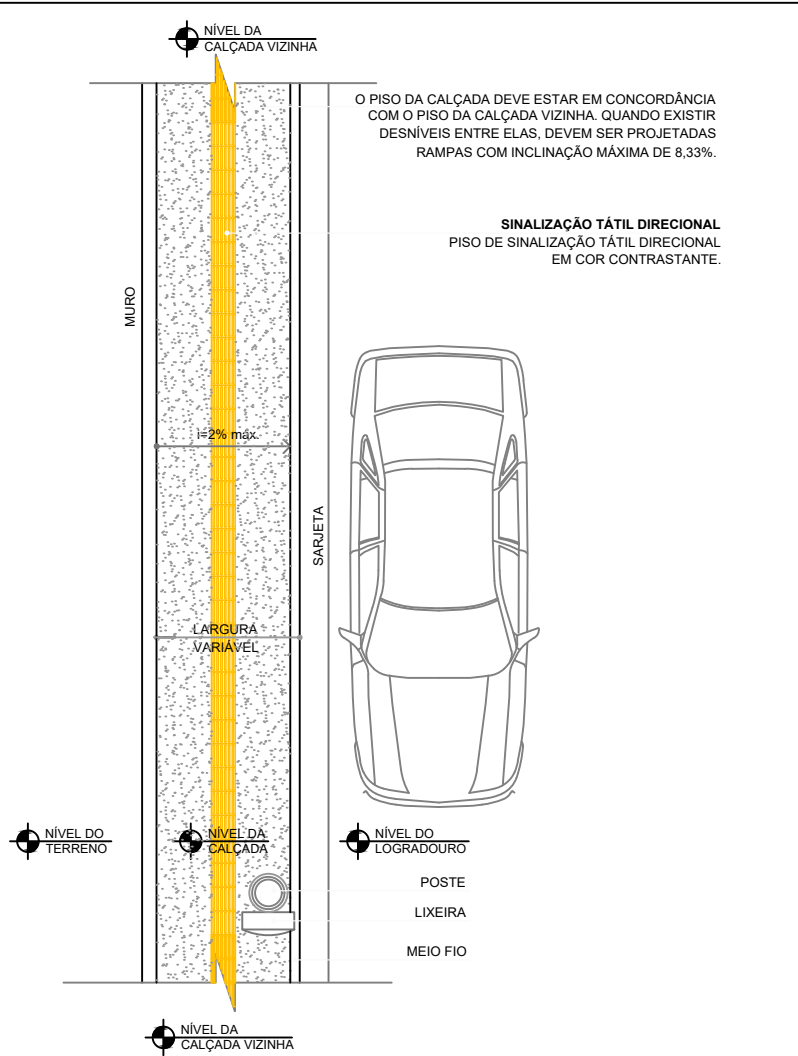 NÍVEL DA
CALÇADA VIZINHA
O PISO DA CALÇADA DEVE ESTAR EM CONCORDÂNCIA
COM O PISO DA CALÇADA VIZINHA. QUANDO EXISTIR
DESNÍVEIS ENTRE ELAS, DEVEM SER PROJETADAS
RAMPAS COM INCLINAÇÃO MÁXIMA DE 8,33%.
SINALIZAÇÃO TÁTIL DIRECIONAL
PISO DE SINALIZAÇÃO TÁTIL DIRECIONAL
EM COR CONTRASTANTE.
MURO
i=2% máx.
SARJETA
LARGURA
VARIÁVEL
NÍVEL DO
TERRENO
NÍVEL DA
CALÇADA
NÍVEL DO
LOGRADOURO
POSTE
LIXEIRA
MEIO FIO
NÍVEL DA
CALÇADA VIZINHA